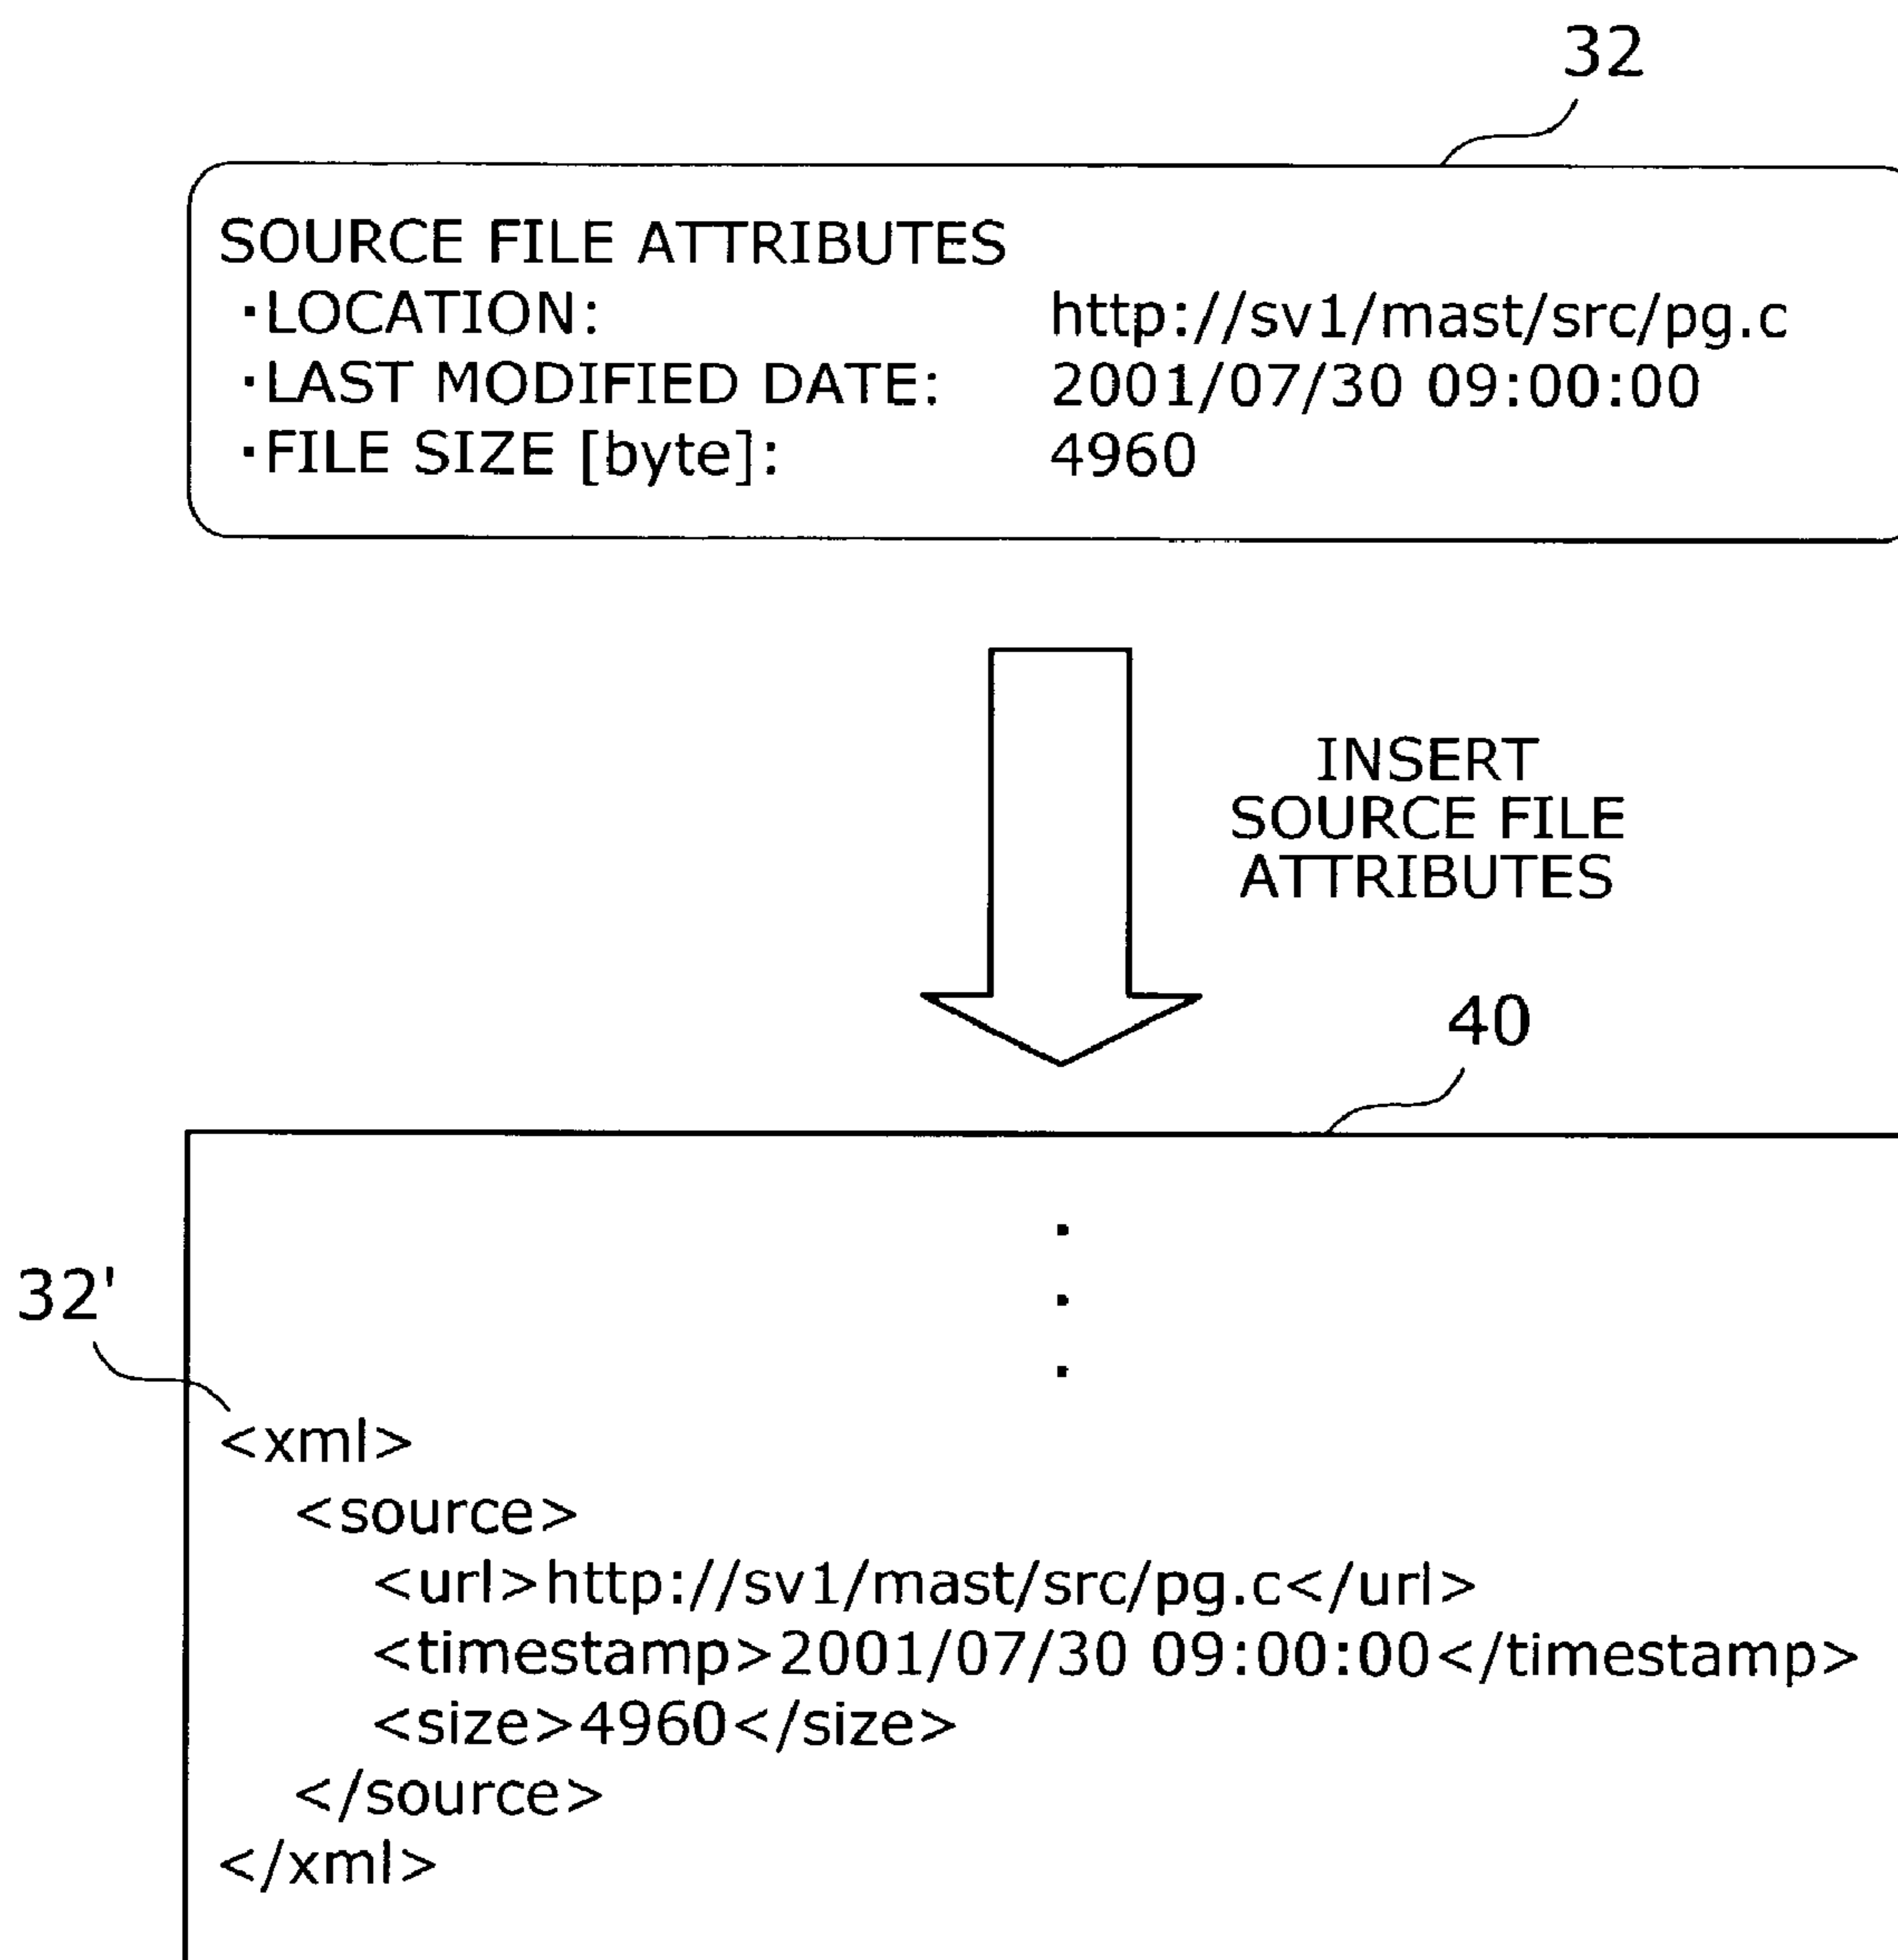 32
SOURCE FILE ATTRIBUTES
·LOCATION: http://sv1/mast/src/pg.c
·LAST MODIFIED DATE: 2001/07/30 09:00:00
·FILE SIZE [byte]: 4960
INSERT
SOURCE FILE
ATTRIBUTES
40
32'
<xml>
<source>
<url>http://sv1/mast/src/pg.c</url>
<timestamp>2001/07/30 09:00:00</timestamp>
<size>4960</size>
</source>
</xml>